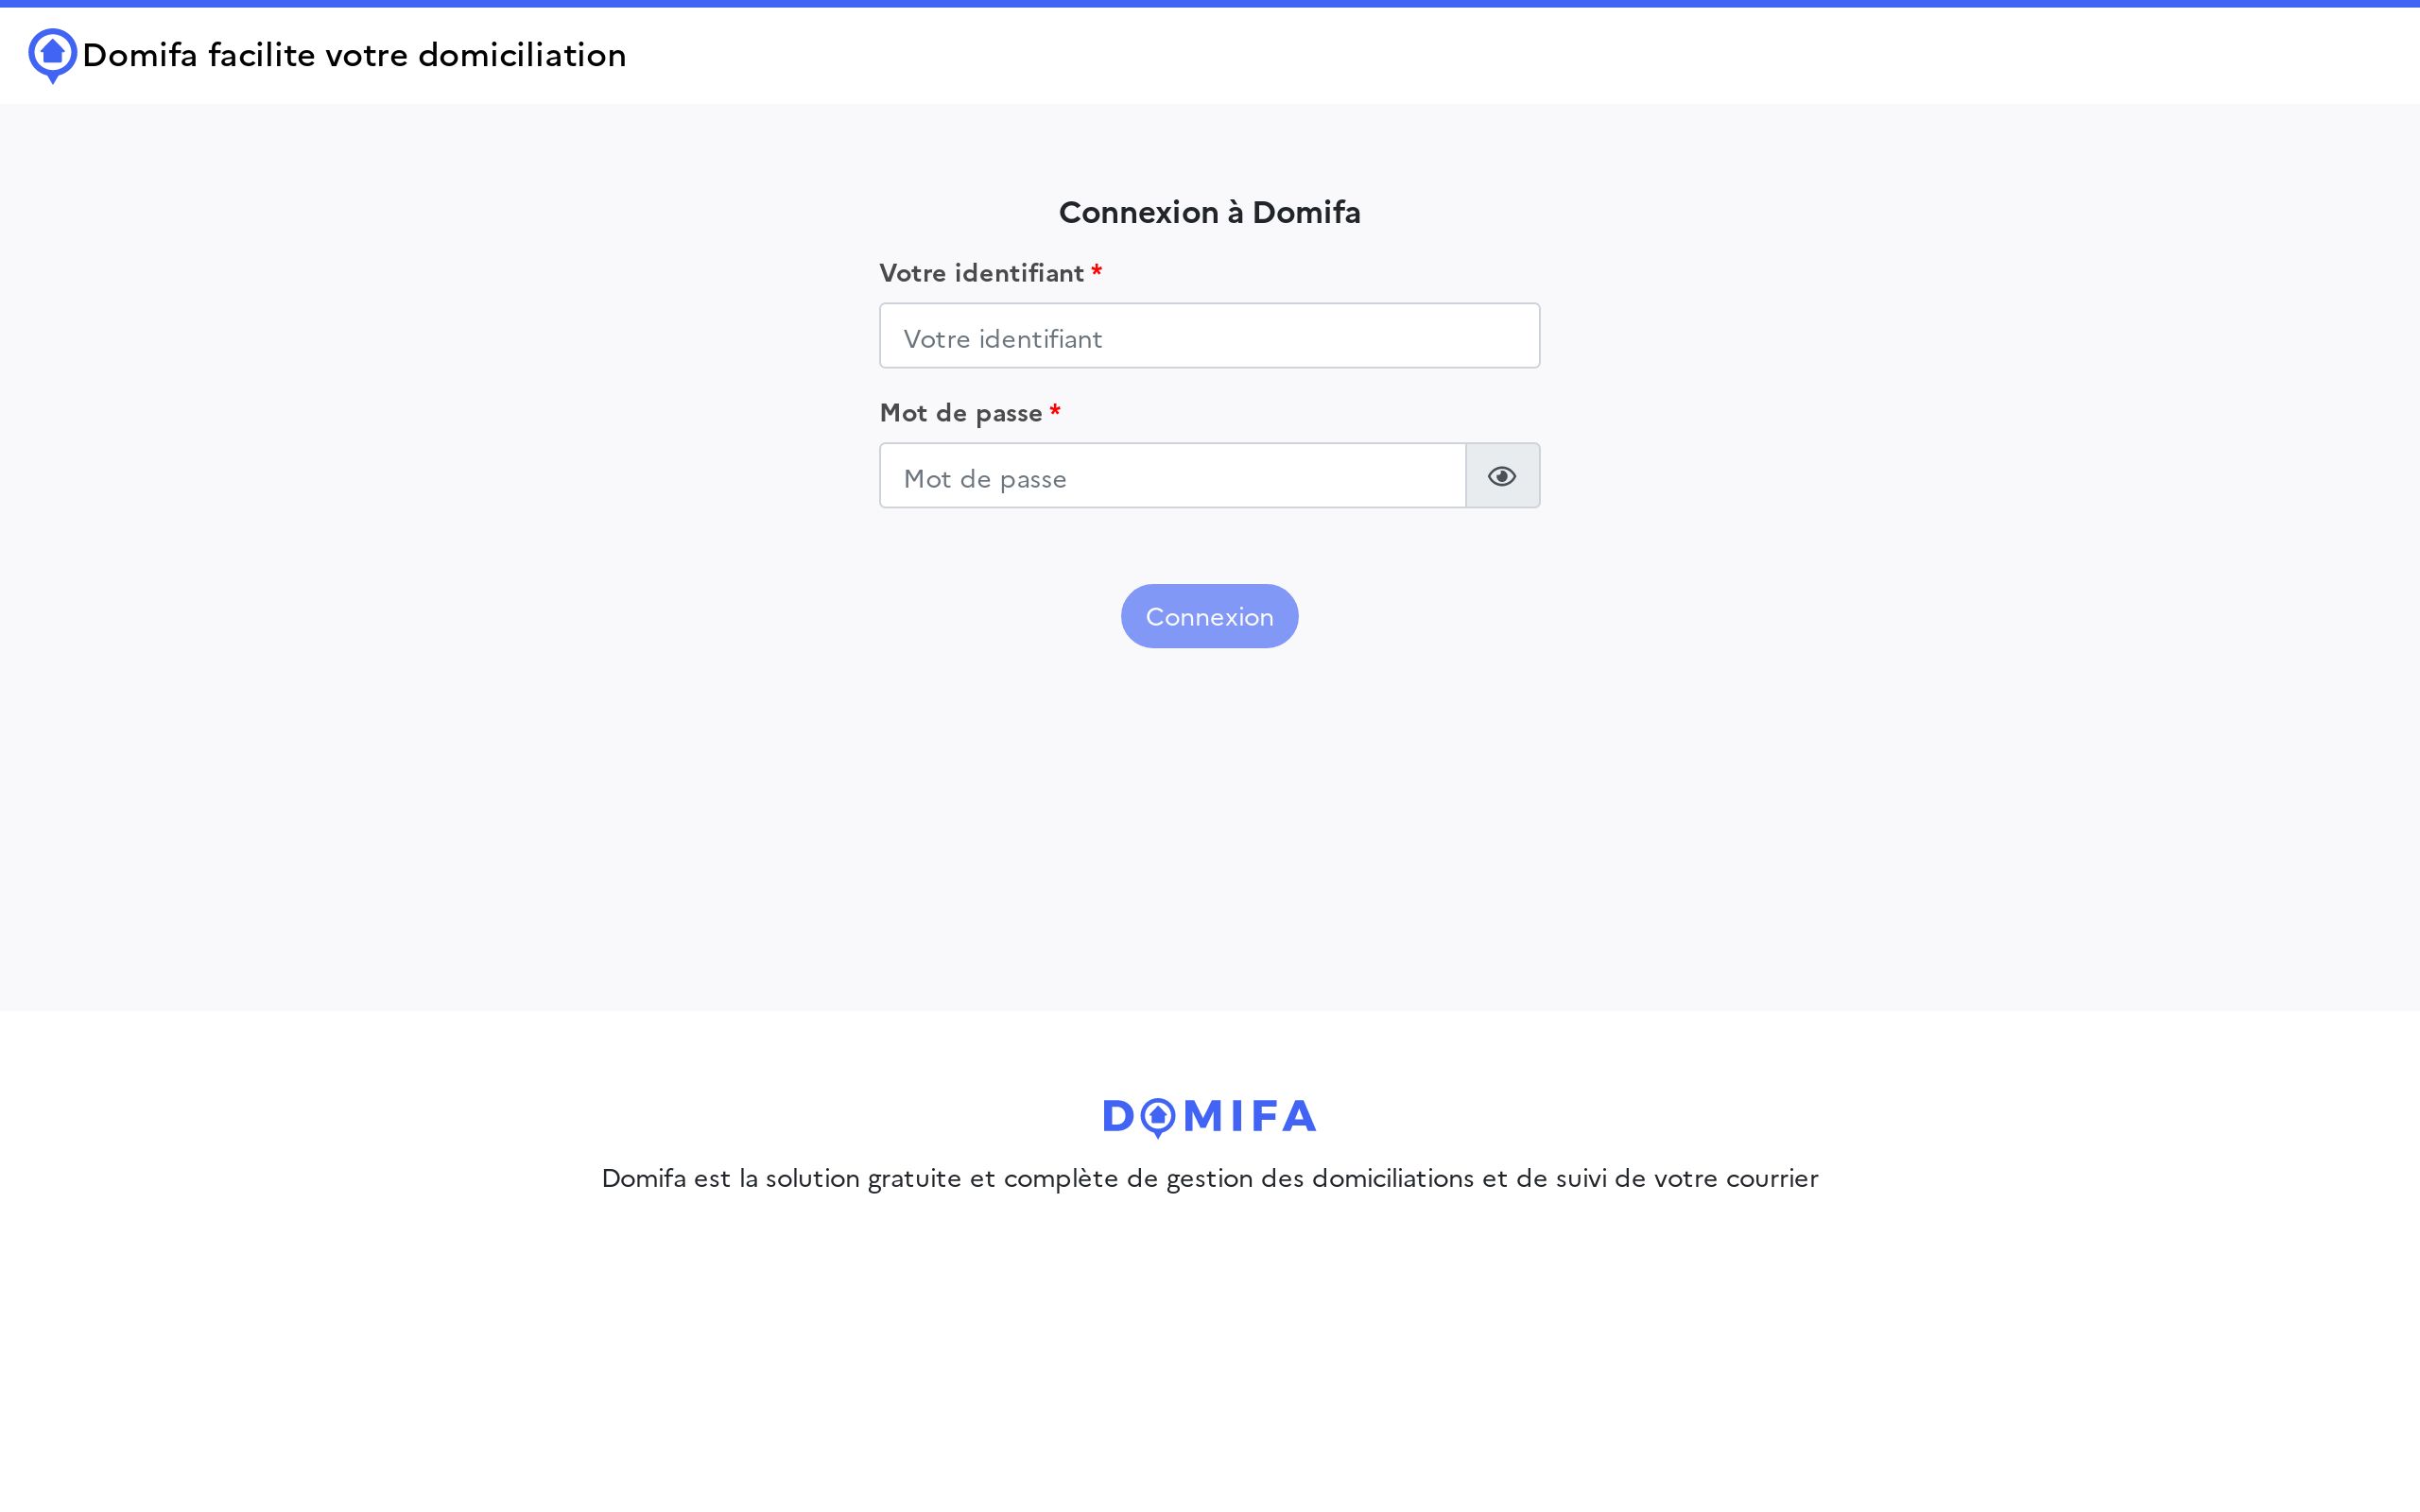 Domifa facilite votre domiciliation
Connexion à Domifa
Votre identifiant *
Votre identifiant
Mot de passe *
Mot de passe
Connexion
DOMIFA
Domifa est la solution gratuite et complète de gestion des domiciliations et de suivi de votre courrier